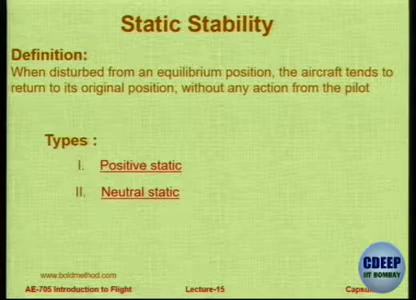 Static Stability
Definition:
When disturbed from an equilibrium position, the aircraft tends to
return to its original position, without any action from the pilot
Types :
I. Positive static
II. Neutral static
www.boldmethod.com
AE-705 Introduction to Flight Lecture-15
CDEEP
IIT BOMBAY